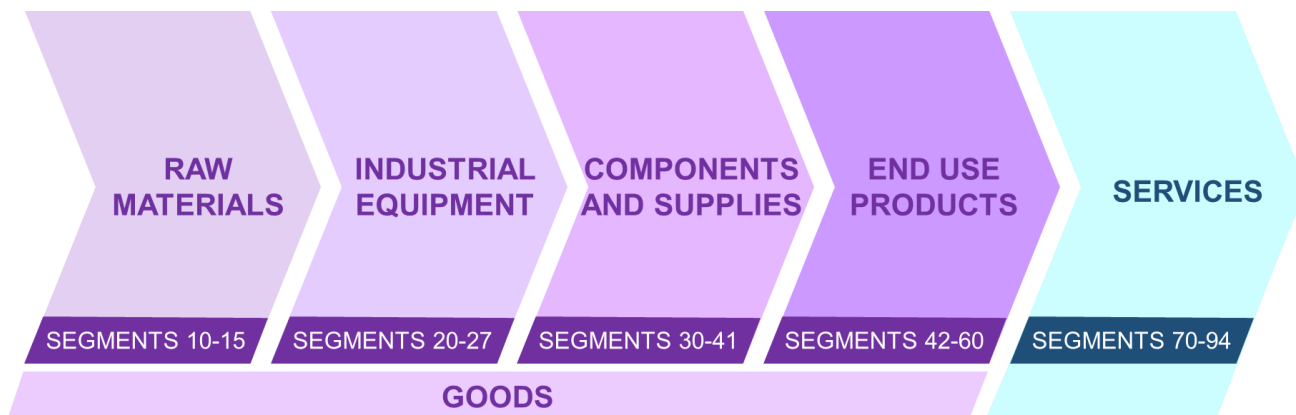 RAW
MATERIALS
INDUSTRIAL
EQUIPMENT
COMPONENTS
AND SUPPLIES
END USE
PRODUCTS
SERVICES
SEGMENTS 10-15
SEGMENTS 20-27
SEGMENTS 30-41
SEGMENTS 42-60
SEGMENTS 70-94
GOODS